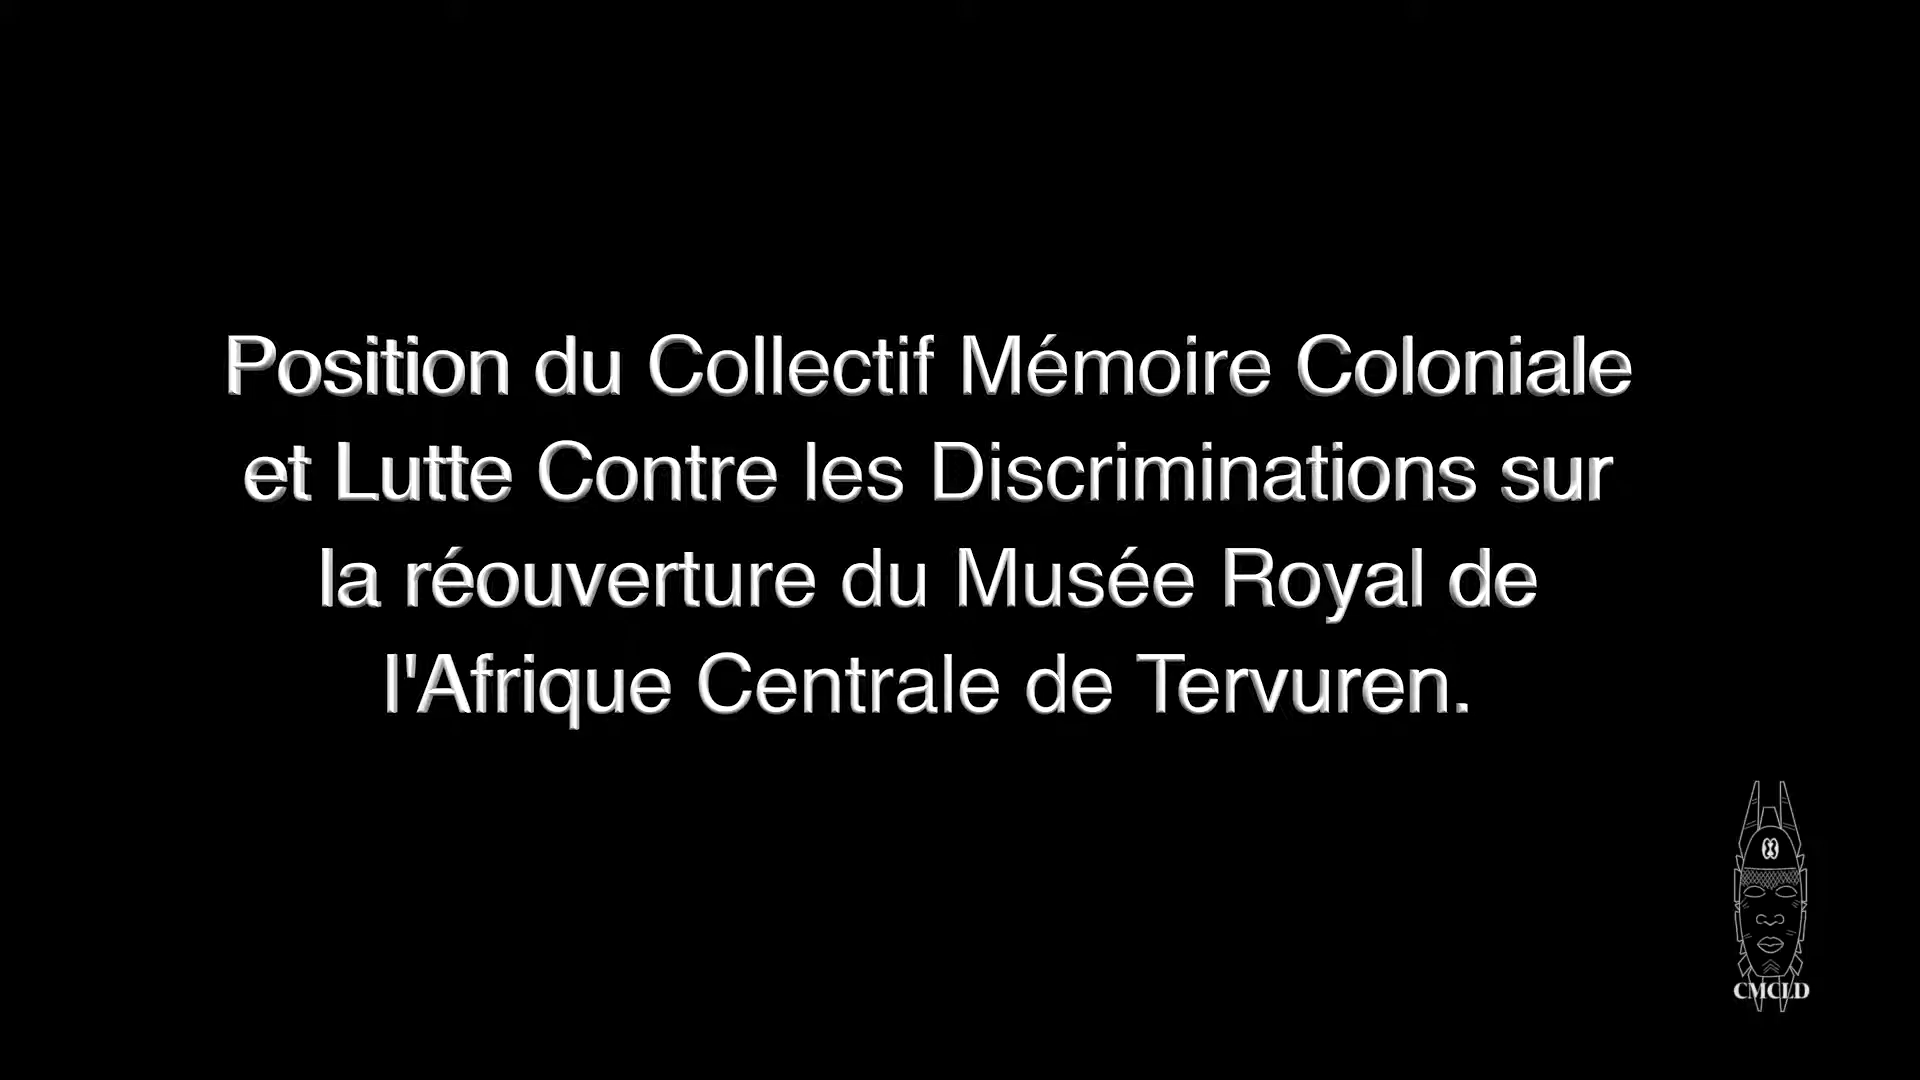 Position du Collectif Mémoire Coloniale
et Lutte Contre les Discriminations sur
la réouverture du Musée Royal de
l'Afrique Centrale de Tervuren.
CMCLD